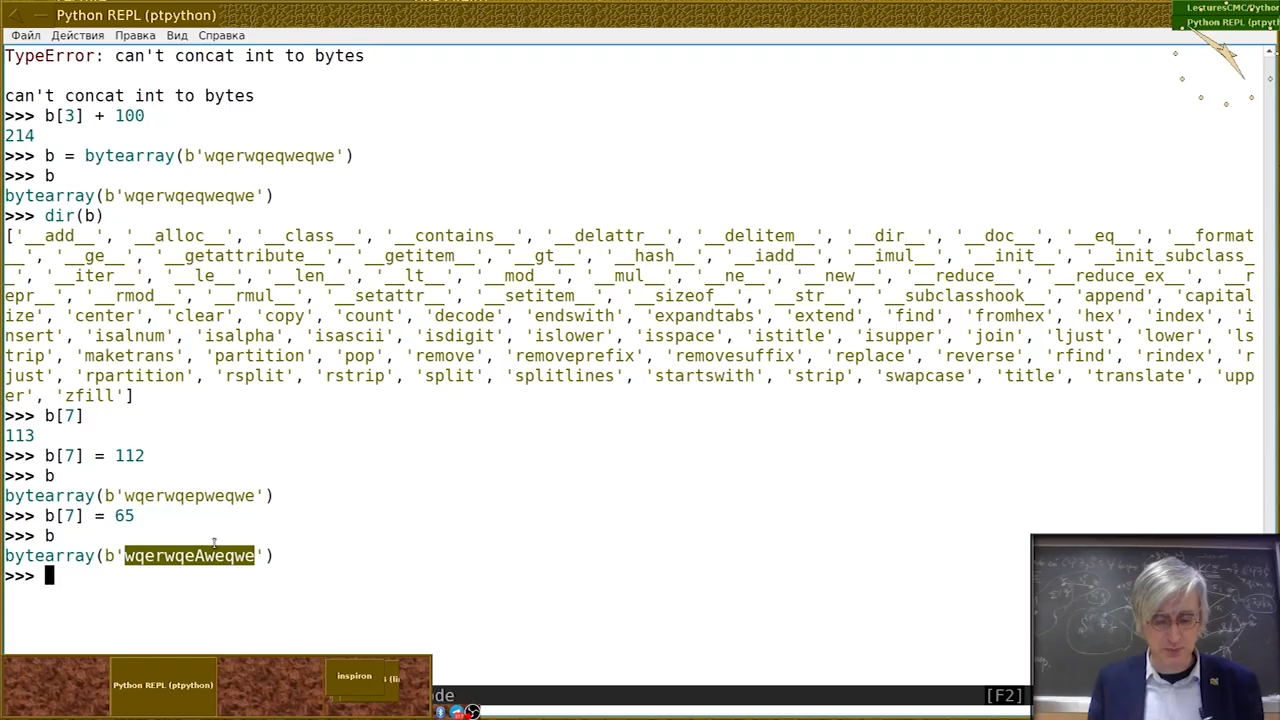 Python REPL (ptpython)
LecturesCMC/Python
Python REPL (ptpython)
Файл Действия Правка Вид Справка
TypeError: can't concat int to bytes
can't concat int to bytes
>>> b[3] + 100
214
>>> b = bytearray(b'wqerwqeqweqwe')
>>> b
bytearray(b'wqerwqeqweqwe')
>>> dir(b)
['__add__', '__alloc__', '__class__', '__contains__', '__delattr__', '__delitem__', '__dir__', '__doc__', '__eq__', '__format
__', '__ge__', '__getattribute__', '__getitem__', '__gt__', '__hash__', '__iadd__', '__imul__', '__init__', '__init_subclass_
_', '__iter__', '__le__', '__len__', '__lt__', '__mod__', '__mul__', '__ne__', '__new__', '__reduce__', '__reduce_ex__', '__r
epr__', '__rmod__', '__rmul__', '__setattr__', '__setitem__', '__sizeof__', '__str__', '__subclasshook__', 'append', 'capital
ize', 'center', 'clear', 'copy', 'count', 'decode', 'endswith', 'expandtabs', 'extend', 'find', 'fromhex', 'hex', 'index', 'i
nsert', 'isalnum', 'isalpha', 'isascii', 'isdigit', 'islower', 'isspace', 'istitle', 'isupper', 'join', 'ljust', 'lower', 'ls
trip', 'maketrans', 'partition', 'pop', 'remove', 'removeprefix', 'removesuffix', 'replace', 'reverse', 'rfind', 'rindex', 'r
just', 'rpartition', 'rsplit', 'rstrip', 'split', 'splitlines', 'startswith', 'strip', 'swapcase', 'title', 'translate', 'upp
er', 'zfill']
>>> b[7]
113
>>> b[7] = 112
>>> b
bytearray(b'wqerwqepweqwe')
>>> b[7] = 65
>>> b
bytearray(b'wqerwqeAweqwe')
>>>
Python REPL (ptpython)
inspiron
de
[F2]